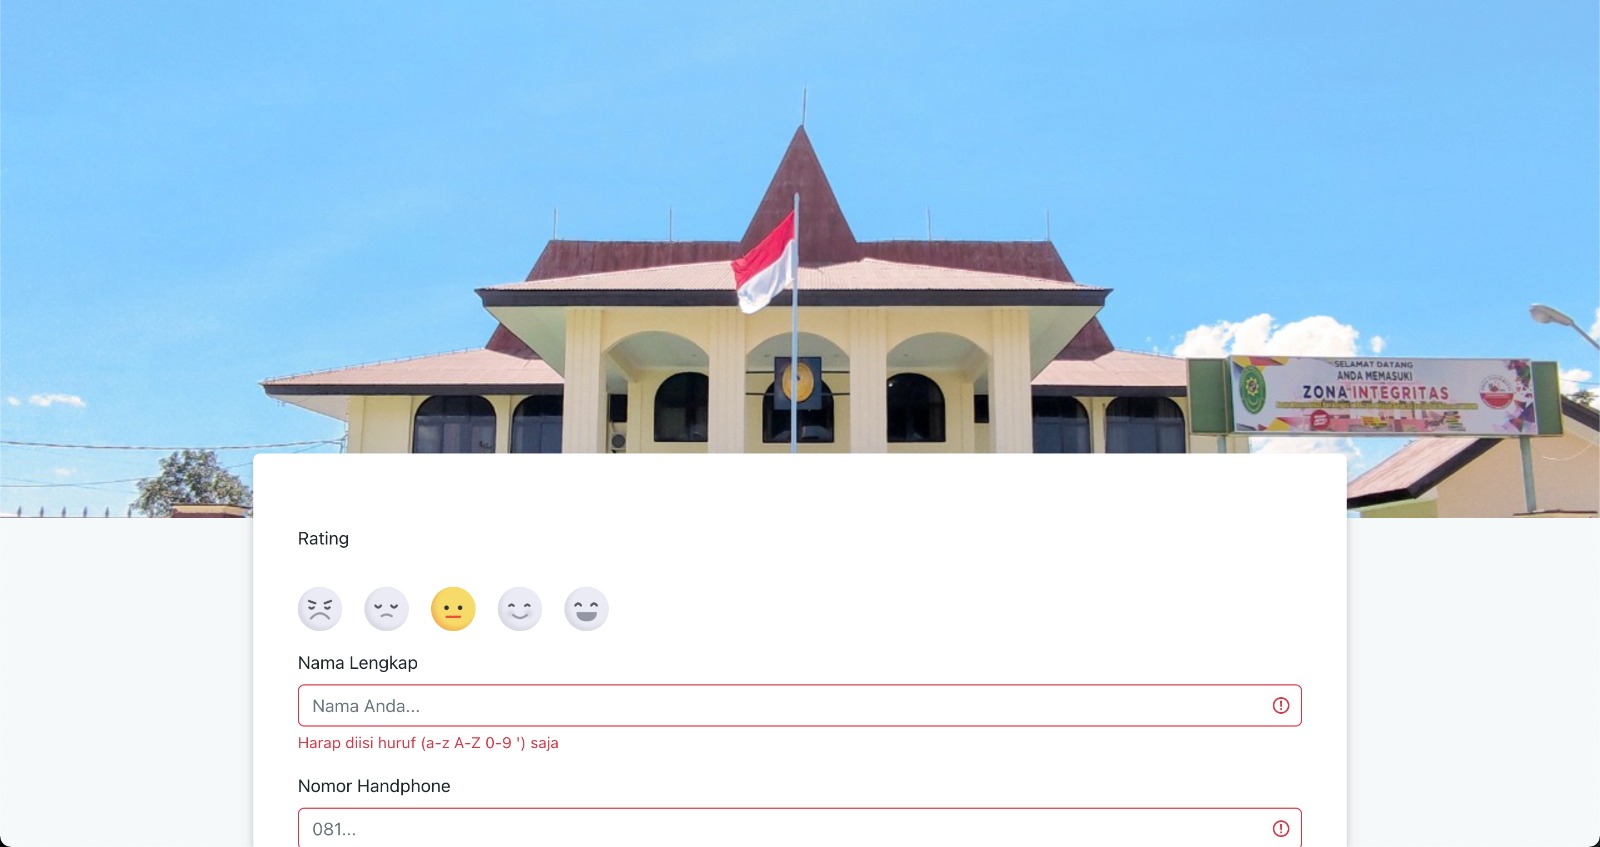 SELAMAT DATANG
ANDA MEMASUKI
ZONA INTEGRITAS
Rating
Nama Lengkap
Nama Anda...
Harap diisi huruf (a-z A-Z 0-9 ') saja
Nomor Handphone
081...